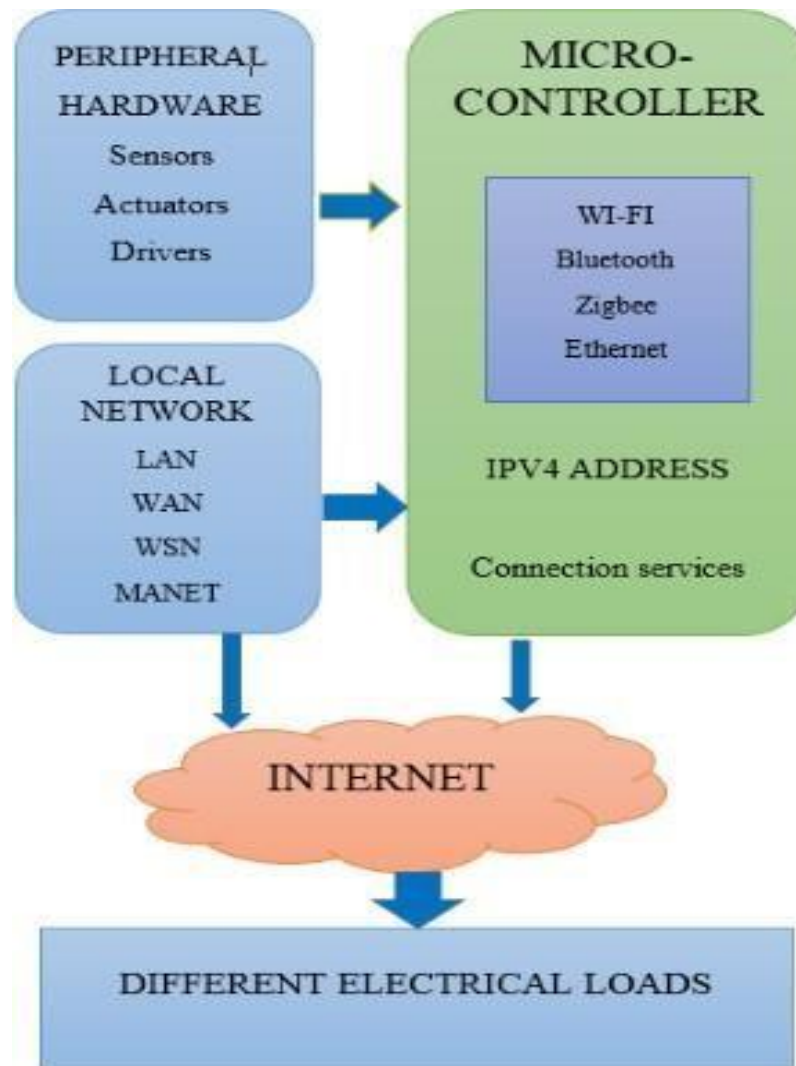 PERIPHERAL
HARDWARE
Sensors
Actuators
Drivers
MICRO-
CONTROLLER
WI-FI
Bluetooth
Zigbee
Ethernet
IPV4 ADDRESS
Connection services
LOCAL
NETWORK
LAN
WAN
WSN
MANET
INTERNET
DIFFERENT ELECTRICAL LOADS